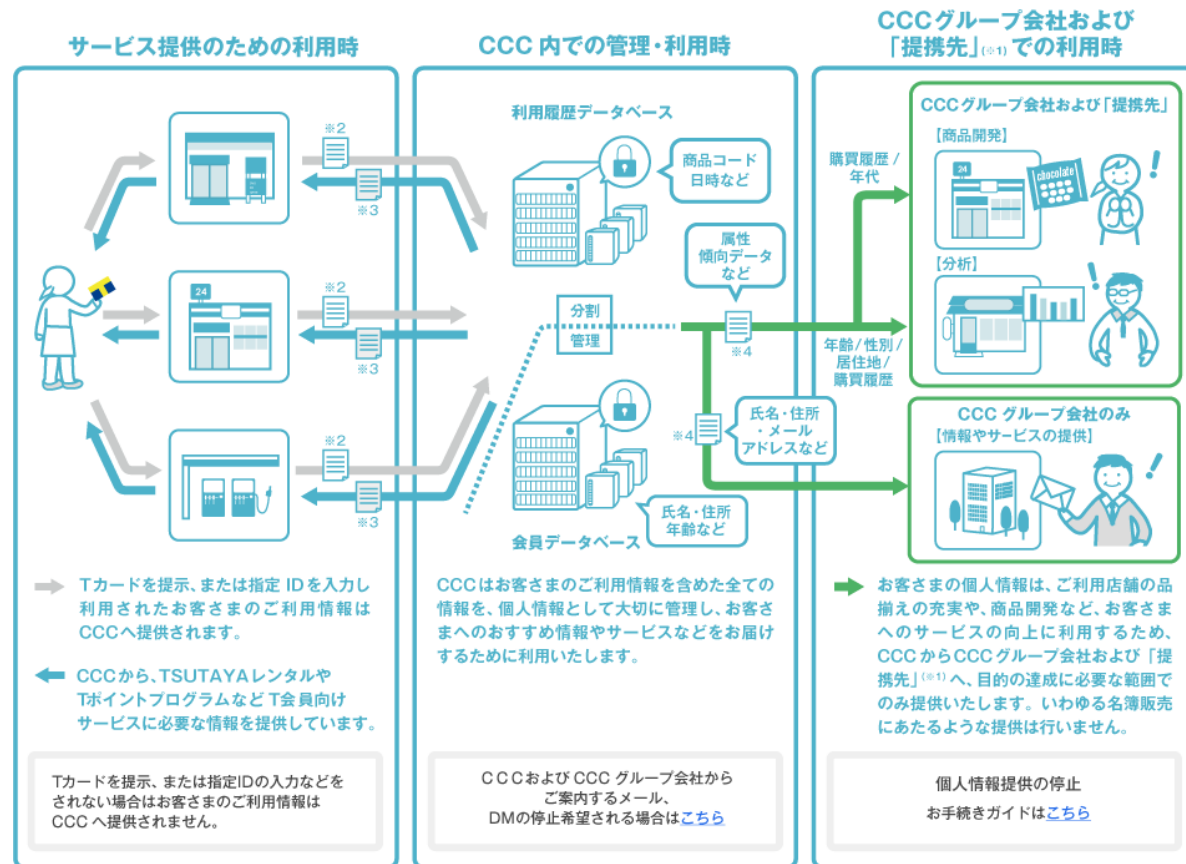 サービス提供のための利用時
※2
※3
24
※2
※3
※2
※3
Tカードを提示、または指定 IDを入力し
利用されたお客さまのご利用情報は
CCCへ提供されます。
CCCから、TSUTAYAレンタルや
TポイントプログラムなどT会員向け
サービスに必要な情報を提供しています。
Tカードを提示、または指定IDの入力などを
されない場合はお客さまのご利用情報は
CCC へ提供されません。
CCC 内での管理・利用時
利用履歴データベース
商品コード
日時など
属性
傾向データ
など
分割
管理
※4
※4
氏名・住所
・メール
アドレスなど
氏名・住所
年齢など
会員データベース
CCCはお客さまのご利用情報を含めた全ての
情報を、個人情報として大切に管理し、お客さ
まへのおすすめ情報やサービスなどをお届け
するために利用いたします。
CCCおよび CCC グループ会社から
ご案内するメール、
DMの停止希望される場合はこちら
CCCグループ会社および
「提携先」(※1) での利用時
購買履歴 /
年代
年齢/性別/
居住地/
購買履歴
CCCグループ会社および「提携先」
【商品開発】
24
chocolate
!
【分析】
!
CCC グループ会社のみ
【情報やサービスの提供】
!
お客さまの個人情報は、ご利用店舗の品
揃えの充実や、商品開発など、お客さま
へのサービスの向上に利用するため、
CCC からCCCグループ会社および「提
携先」(※1) へ、目的の達成に必要な範囲で
のみ提供いたします。いわゆる名簿販売
にあたるような提供は行いません。
個人情報提供の停止
お手続きガイドはこちら